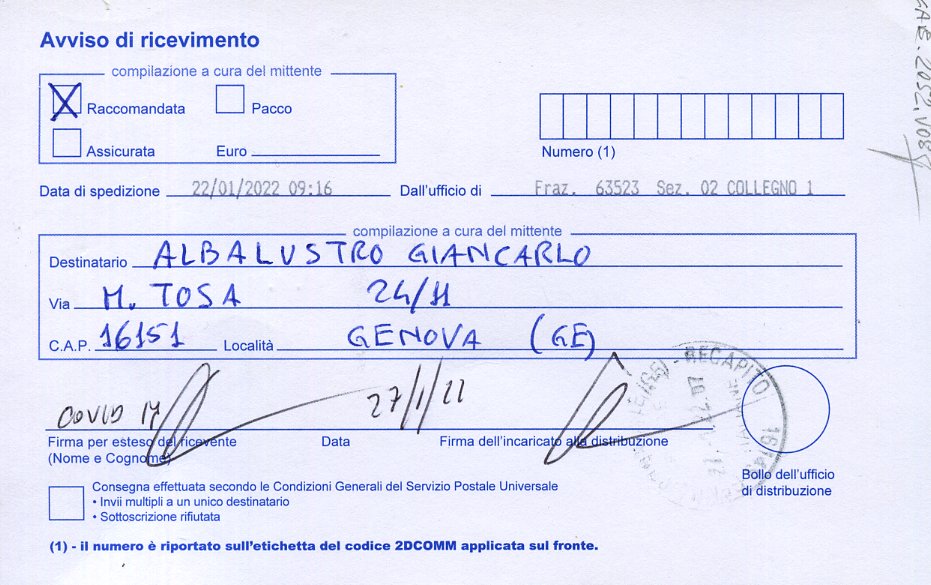 Avviso di ricevimento
compilazione a cura del mittente
Raccomandata Pacco
Assicurata Euro
Numero (1)
Data di spedizione 22/01/2022 09:16 Dall'ufficio di Fraz. 63523 Sez. 02 COLLEGNO 1
compilazione a cura del mittente
Destinatario ALBALUSTRO GIANCARLO
Via M. TOSA 24/11
C.A.P. 16151 Località GENOVA (GE)
COVID 19 27/1/22
Firma per esteso del ricevente Data Firma dell'incaricato alla distribuzione
(Nome e Cognome)
RECAPITO
Bollo dell'ufficio
di distribuzione
Consegna effettuata secondo le Condizioni Generali del Servizio Postale Universale
• Invii multipli a un unico destinatario
• Sottoscrizione rifiutata
(1) - il numero è riportato sull'etichetta del codice 2DCOMM applicata sul fronte.